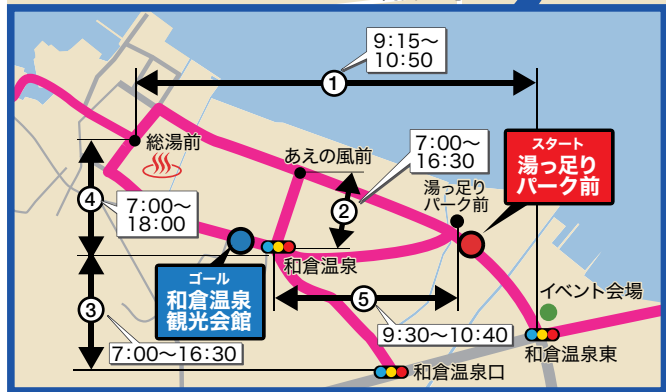 9:15～
10:50
①
スタート
湯っ足り
パーク前
7:00～
16:30
総湯前
あえの風前
湯っ足り
パーク前
④
7:00～
18:00
②
ゴール
和倉温泉
観光会館
和倉温泉
③
7:00～16:30
⑤
9:30～10:40
イベント会場
和倉温泉東
和倉温泉口